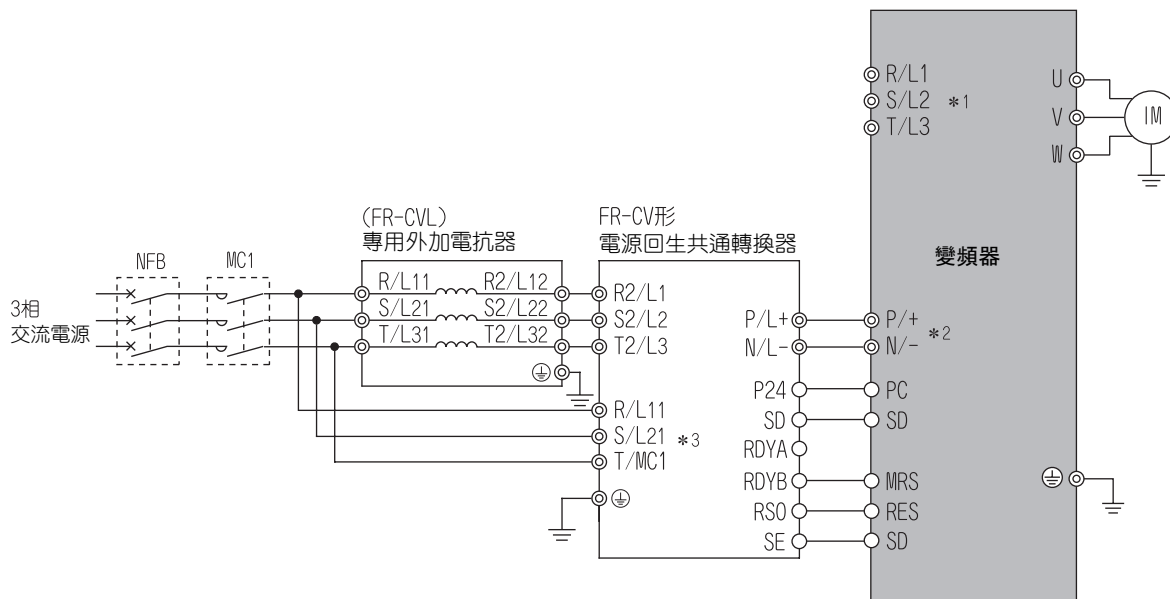 R/L1
S/L2 *1
T/L3
U
V
W
IM
(FR-CVL)
專用外加電抗器
FR-CV形
電源回生共通轉換器
變頻器
NFB
MC1
3相
交流電源
R/L11 R2/L12
S/L21 S2/L22
T/L31 T2/L32
R2/L1
S2/L2
T2/L3
R/L11
S/L21 *3
T/MC1
P/L+
N/L-
P24
SD
RDYA
RDYB
RSO
SE
P/+
N/-
*2
PC
SD
MRS
RES
SD